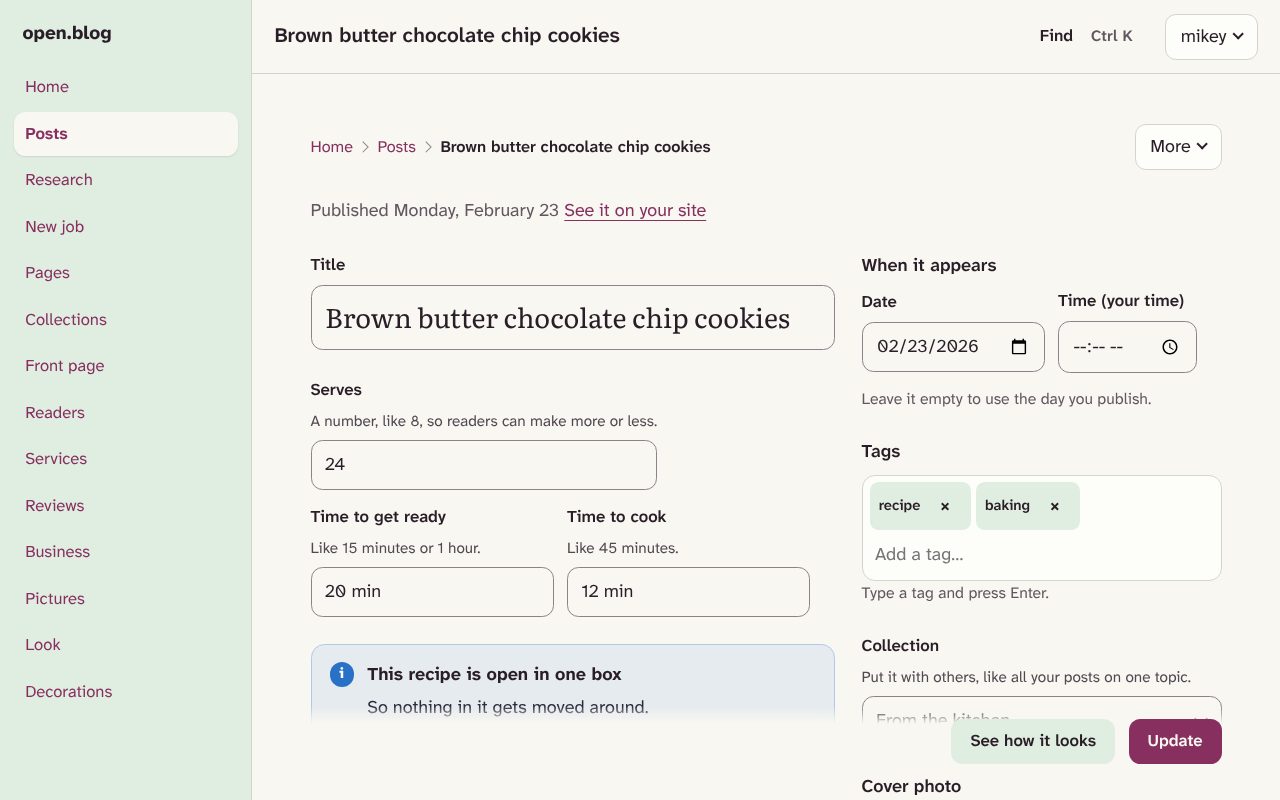 open.blog
Home
Posts
Research
New job
Pages
Collections
Front page
Readers
Services
Reviews
Business
Pictures
Look
Decorations
Brown butter chocolate chip cookies
Find Ctrl K
mikey
Home Posts Brown butter chocolate chip cookies
More
Published Monday, February 23 See it on your site
Title
Brown butter chocolate chip cookies
Serves
A number, like 8, so readers can make more or less.
24
Time to get ready
Like 15 minutes or 1 hour.
20 min
Time to cook
Like 45 minutes.
12 min
This recipe is open in one box
So nothing in it gets moved around.
When it appears
Date
02/23/2026
Time (your time)
--:-- --
Leave it empty to use the day you publish.
Tags
recipe ×
baking ×
Add a tag...
Type a tag and press Enter.
Collection
Put it with others, like all your posts on one topic.
From the kitchen
See how it looks
Update
Cover photo